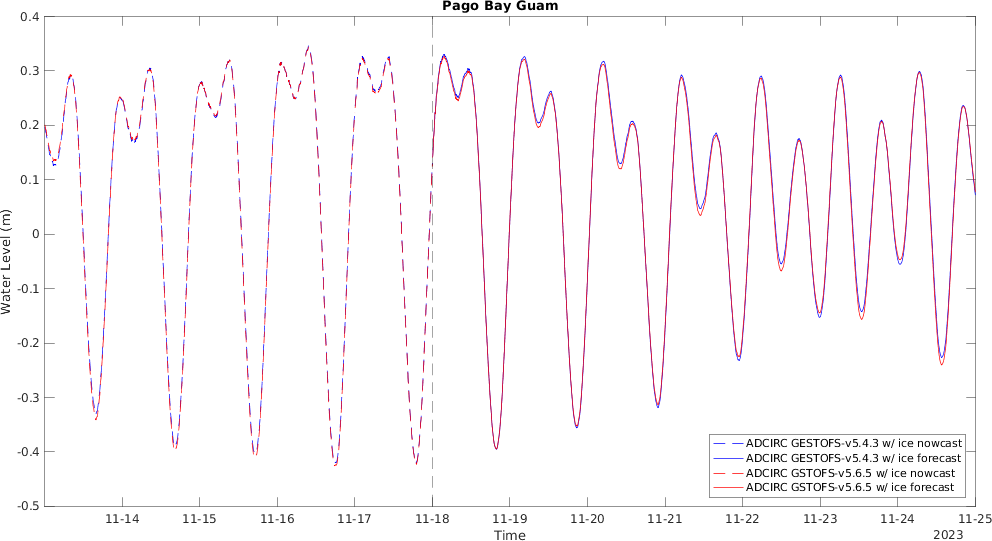 Pago Bay Guam
0.4
0.3
0.2
0.1
0
-0.1
-0.2
-0.3
-0.4
-0.5
Water Level (m)
ADCIRC GESTOFS-v5.4.3 w/ ice nowcast
ADCIRC GESTOFS-v5.4.3 w/ ice forecast
ADCIRC GSTOFS-v5.6.5 w/ ice nowcast
ADCIRC GSTOFS-v5.6.5 w/ ice forecast
11-14 11-15 11-16 11-17 11-18 11-19 11-20 11-21 11-22 11-23 11-24 11-25
Time
2023